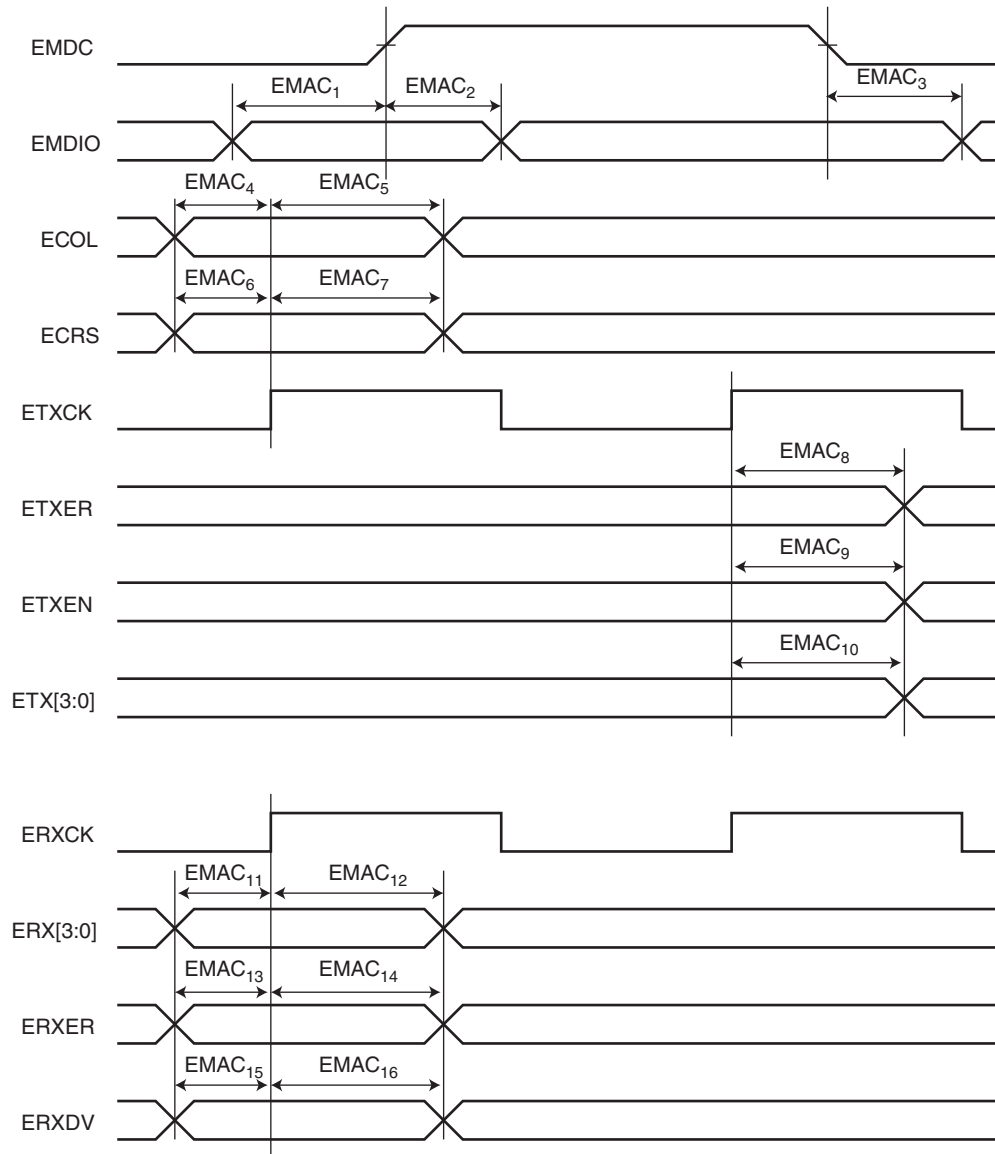 EMDC
EMAC₁ EMAC₂ EMAC₃
EMDIO
EMAC₄ EMAC₅
ECOL
EMAC₆ EMAC₇
ECRS
ETXCK
EMAC₈
ETXER
EMAC₉
ETXEN
EMAC₁₀
ETX[3:0]
ERXCK
EMAC₁₁ EMAC₁₂
ERX[3:0]
EMAC₁₃ EMAC₁₄
ERXER
EMAC₁₅ EMAC₁₆
ERXDV